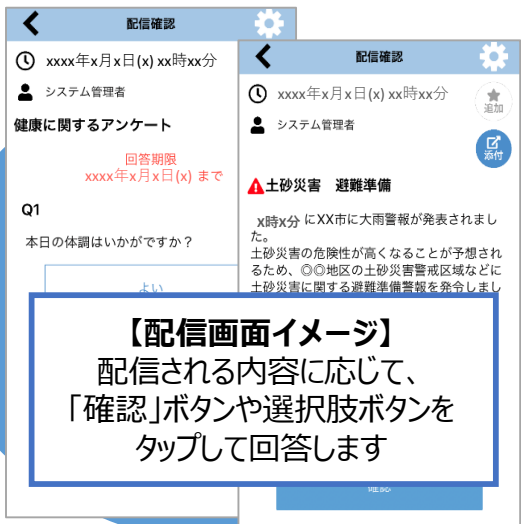 配信確認
xxxx年x月x日(x) xx時xx分
システム管理者
健康に関するアンケート
回答期限
xxxx年x月x日(x) まで
Q1
本日の体調はいかがですか？
よい
配信確認
xxxx年x月x日(x) xx時xx分
追加
システム管理者
添付
土砂災害　避難準備
x時x分 にXX市に大雨警報が発表されまし
た。
土砂災害の危険性が高くなることが予想され
るため、◎◎地区の土砂災害警戒区域などに
土砂災害に関する避難準備警報を発令しまし
【配信画面イメージ】
配信される内容に応じて、
「確認」ボタンや選択肢ボタンを
タップして回答します
確認